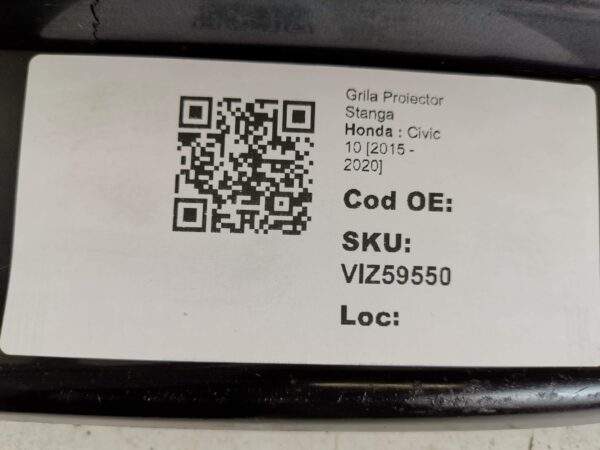 Grila Proiector
Stanga
Honda : Civic
10 [2015 -
2020]
Cod OE:
SKU:
VIZ59550
Loc: